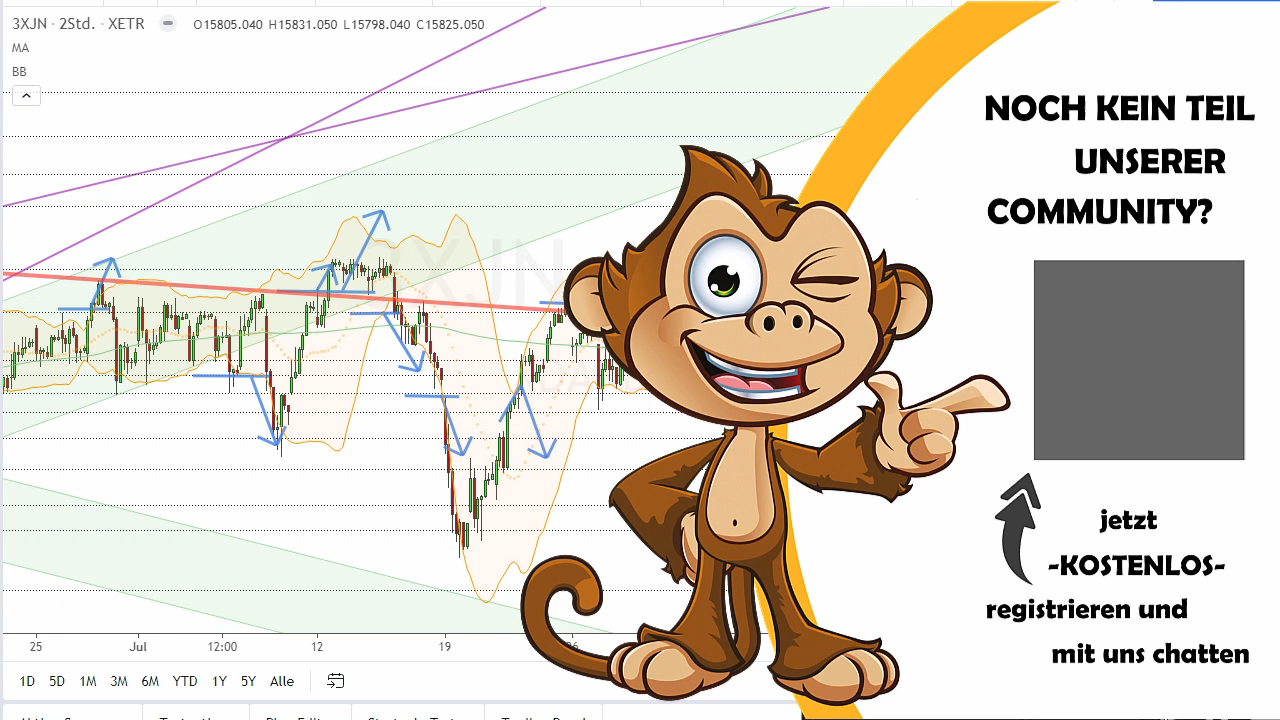 3XJN · 2Std. · XETR O15805.040 H15831.050 L15798.040 C15825.050
MA
BB
NOCH KEIN TEIL
UNSERER
COMMUNITY?
jetzt
-KOSTENLOS-
registrieren und
mit uns chatten
25 Jul 12:00 12 19
1D 5D 1M 3M 6M YTD 1Y 5Y Alle